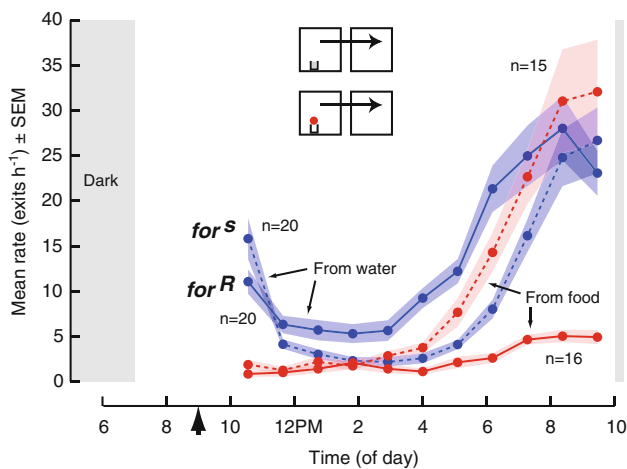 40
35
30
25
20
15
10
5
0
Mean rate (exits h⁻¹) ± SEM
Dark
n=15
for s
n=20
From water
for R
n=20
From food
n=16
6
8
10
12PM
2
4
6
8
10
Time (of day)